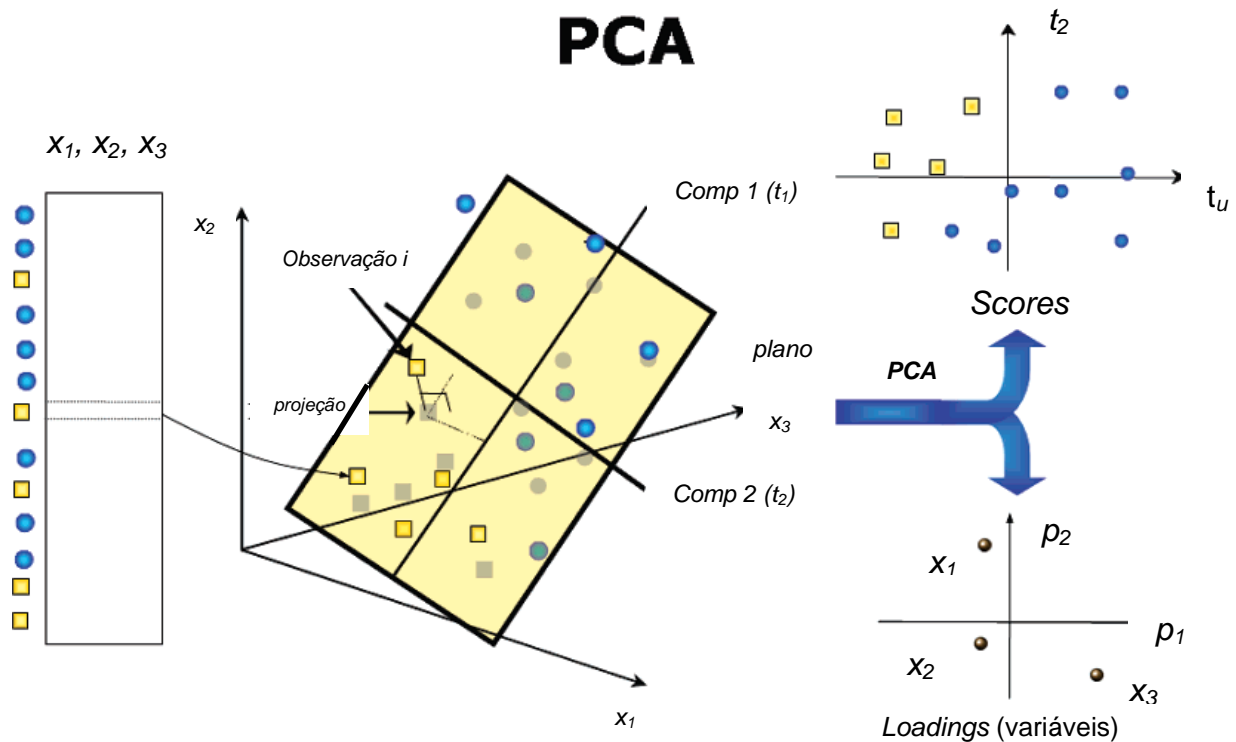 PCA
x₁, x₂, x₃
x₂
Observação i
projeção
Comp 1 (t₁)
plano
x₃
Comp 2 (t₂)
x₁
t₂
tᵤ
Scores
PCA
p₂
x₁
p₁
x₂
x₃
Loadings (variáveis)